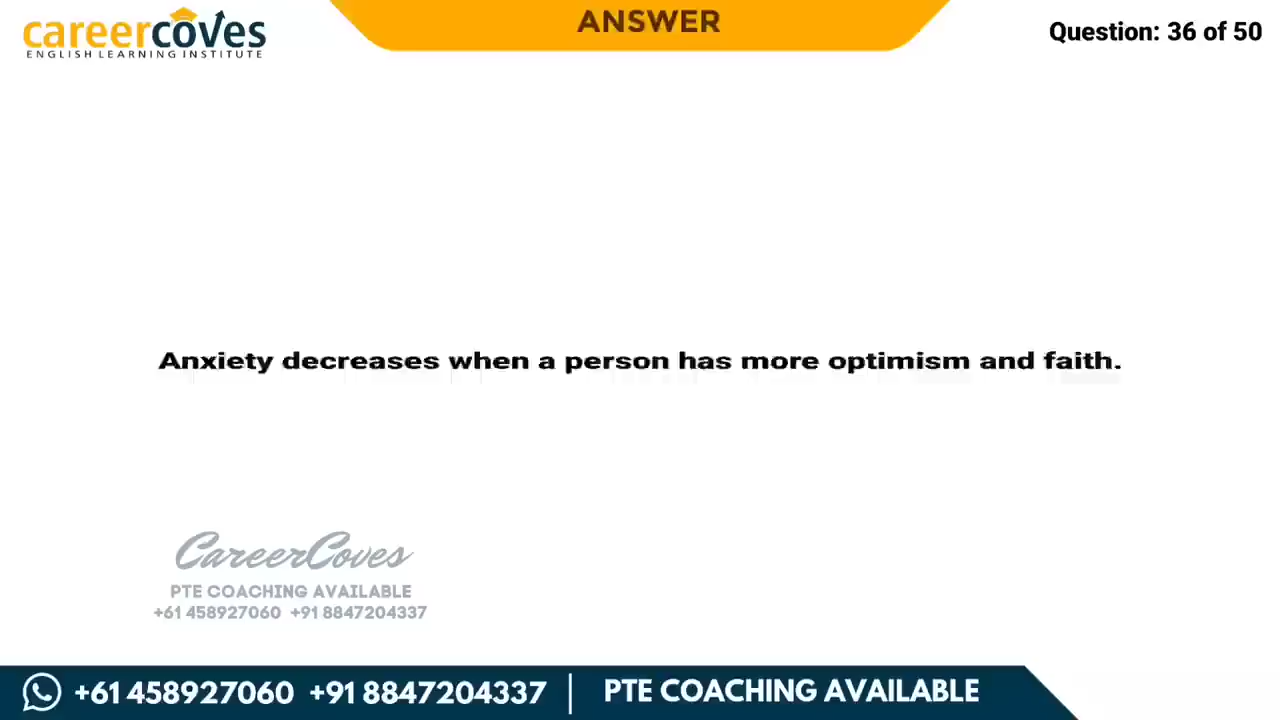 careercoves
ENGLISH LEARNING INSTITUTE
ANSWER
Question: 36 of 50
Anxiety decreases when a person has more optimism and faith.
CareerCoves
PTE COACHING AVAILABLE
+61 458927060 +91 8847204337
+61 458927060 +91 8847204337 | PTE COACHING AVAILABLE